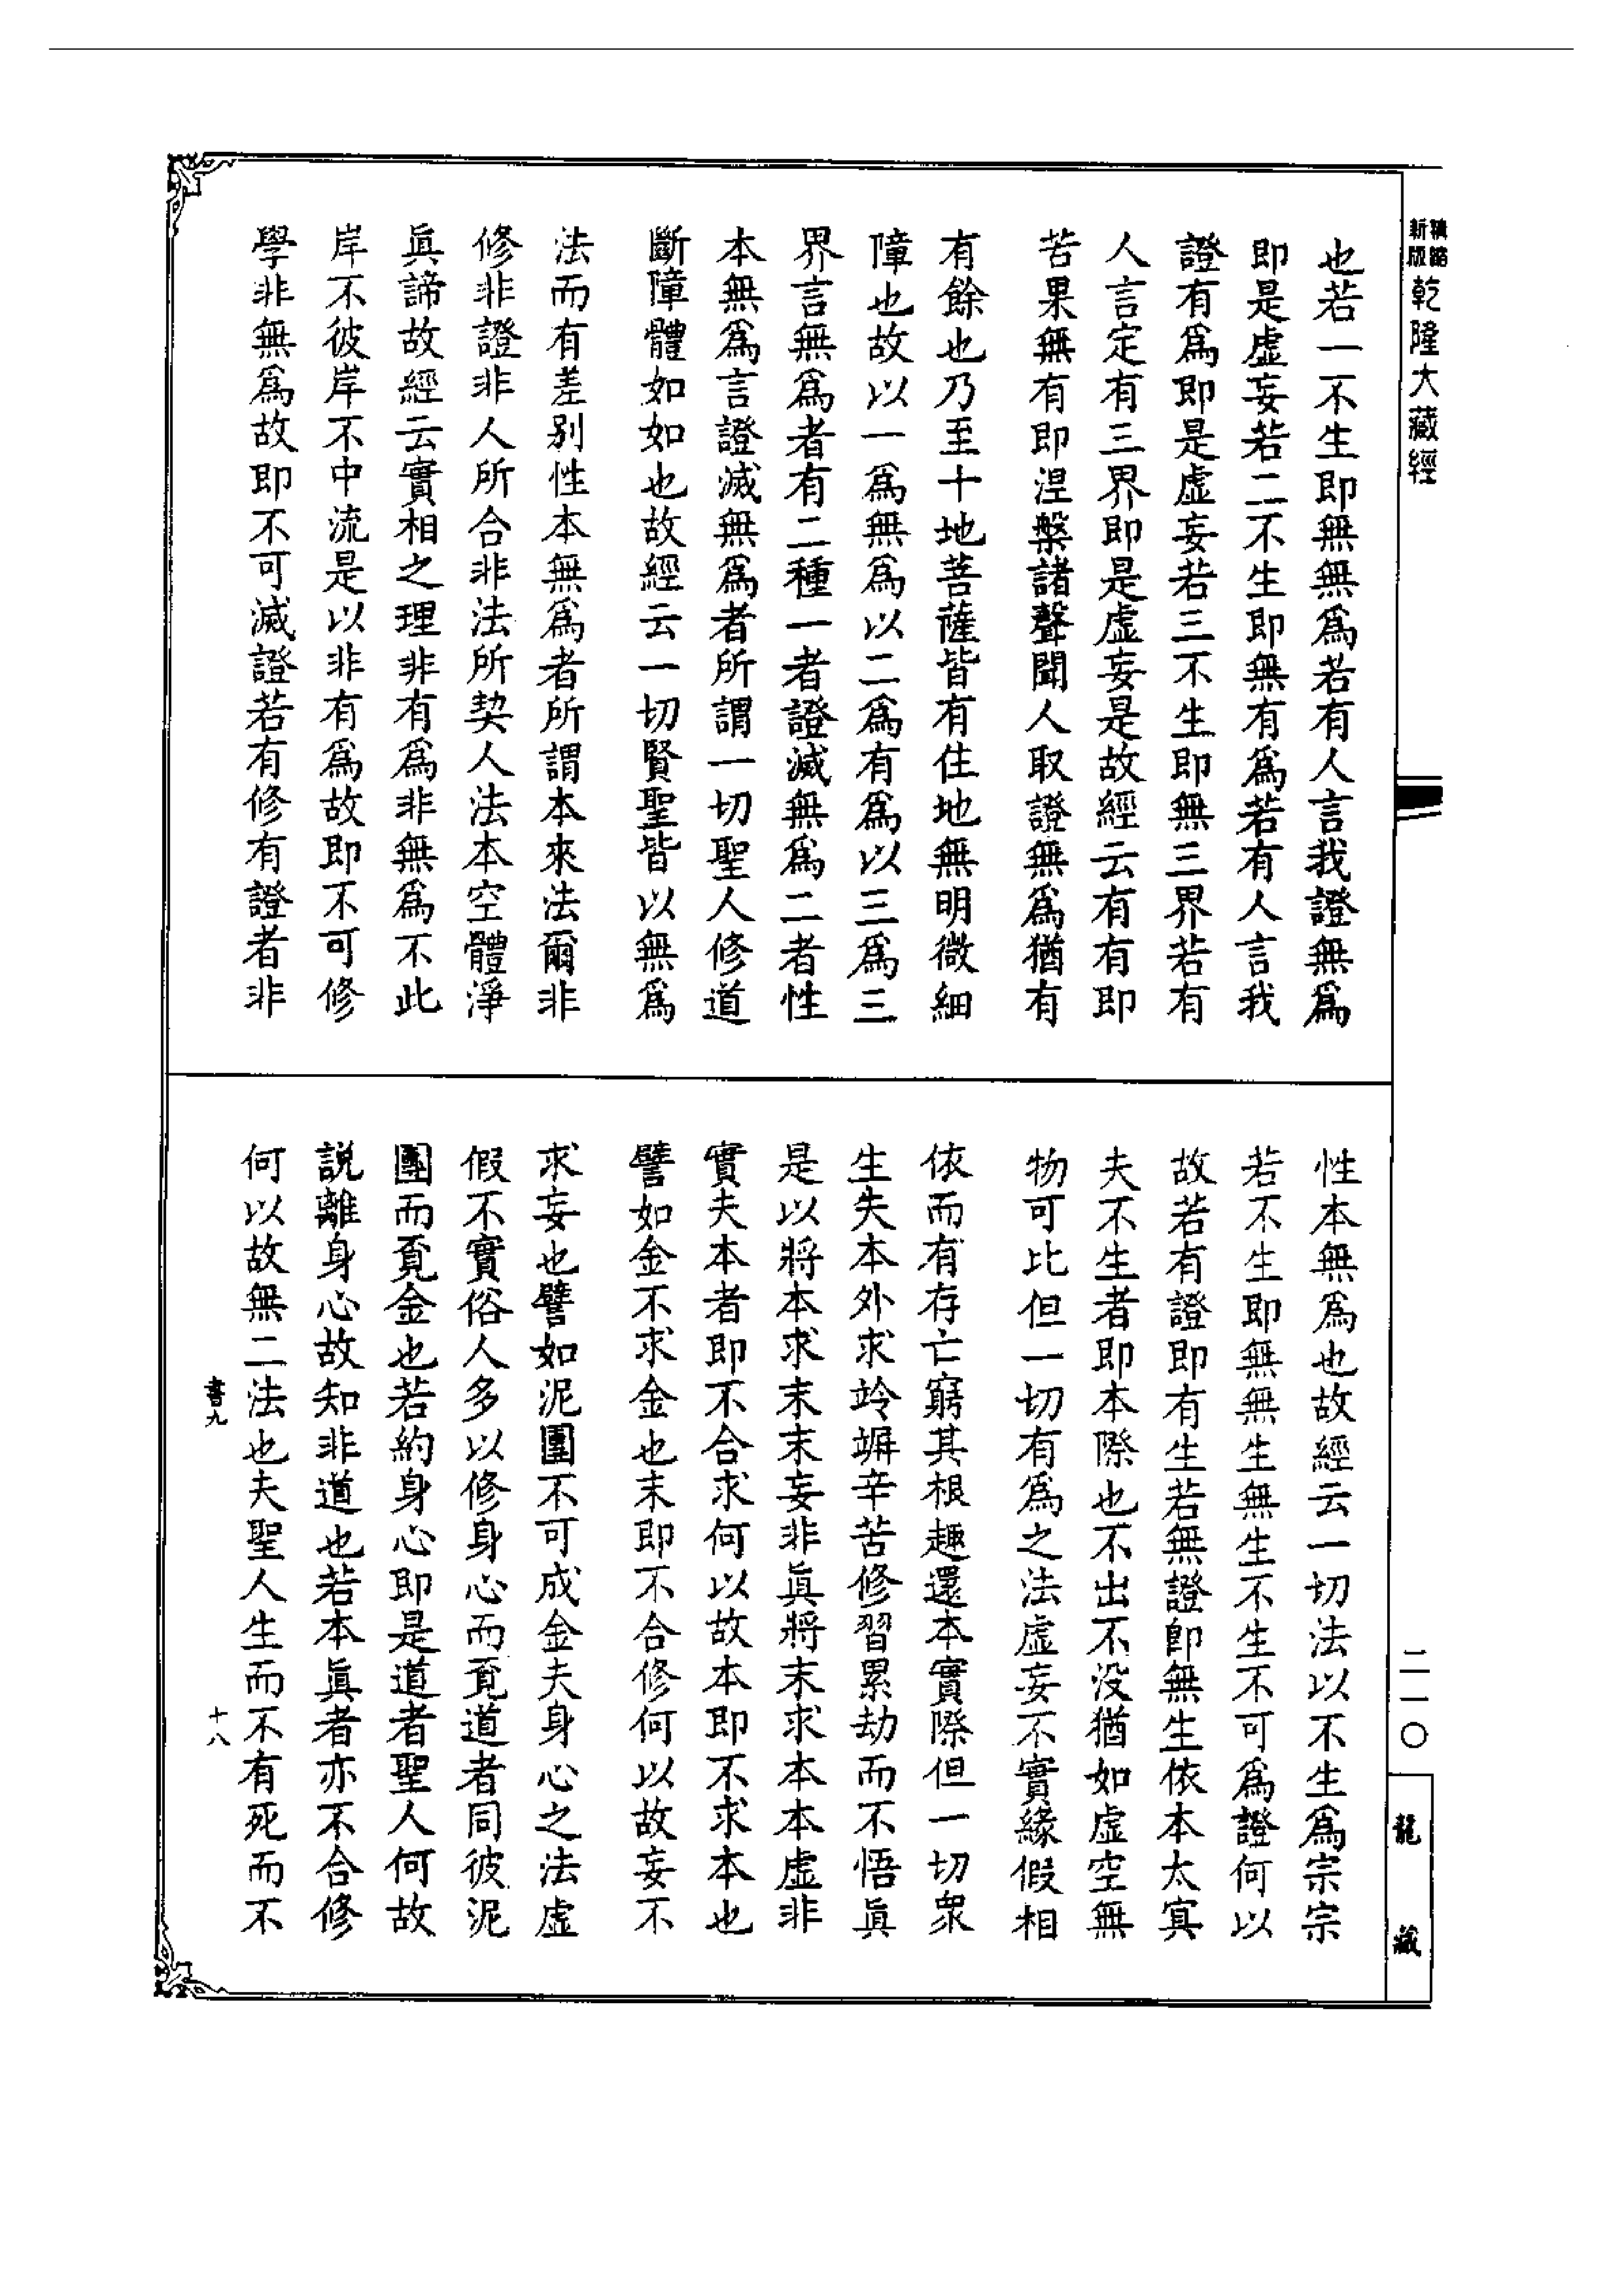 新版
乾隆大藏經
也若一不生即無無爲若有人言我證無爲
即是虛妄若二不生即無有爲若有人言我
證有爲即是虛妄若三不生即無三界若有
人言定有三界即是虛妄是故經云有有即
苦果無有即涅槃諸聲聞人取證無爲猶有
有餘也乃至十地菩薩皆有住地無明微細
障也故以一爲無爲以二爲有爲以三爲三
界言無爲者有二種一者證滅無爲二者性
本無爲言證滅無爲者所謂一切聖人修道
斷障體如如也故經云一切賢聖皆以無爲
法而有差別性本無爲者所謂本來法爾非
修非證非人所合非法所契人法本空體淨
眞諦故經云實相之理非有爲非無爲不此
岸不彼岸不中流是以非有爲故即不可修
學非無爲故即不可滅證若有修有證者非
性本無爲也故經云一切法以不生爲宗宗
若不生即無無生無生不生不可爲證何以
故若有證即有生若無證卽無生依本太寘
夫不生者即本際也不出不没猶如虛空無
物可比但一切有爲之法虛妄不實緣假相
依而有存亡窮其根趣還本實際但一切衆
生失本外求竛竮辛苦修習累劫而不悟眞
是以將本求末末妄非眞將末求本本虛非
實夫本者即不合求何以故本即不求本也
譬如金不求金也末即不合修何以故妄不
求妄也譬如泥團不可成金夫身心之法虛
假不實俗人多以修身心而覔道者同彼泥
團而覔金也若約身心即是道者聖人何故
説離身心故知非道也若本眞者亦不合修
何以故無二法也夫聖人生而不有死而不
書九
十八
二一〇
龍藏